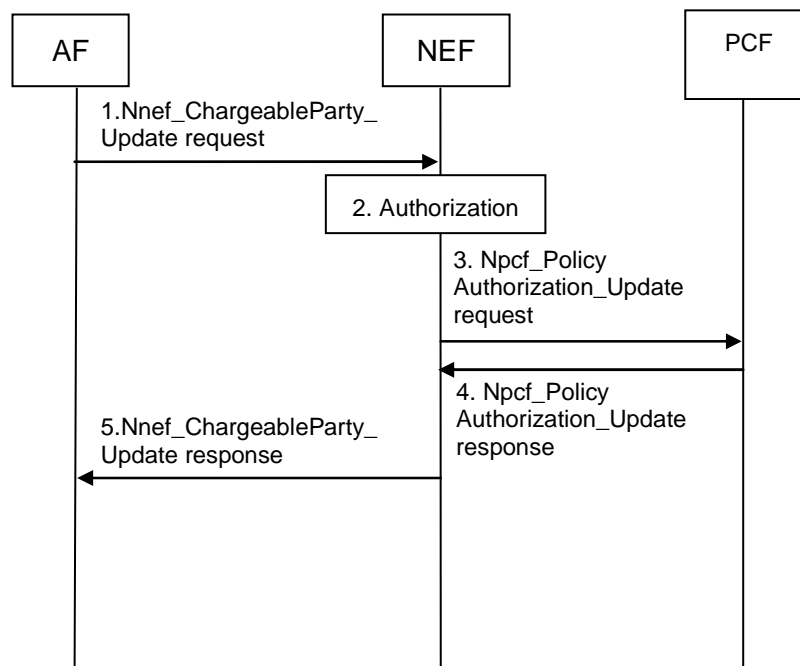 AF
NEF
PCF
1.Nnef_ChargeableParty_
Update request
2. Authorization
3. Npcf_Policy
Authorization_Update
request
4. Npcf_Policy
Authorization_Update
response
5.Nnef_ChargeableParty_
Update response